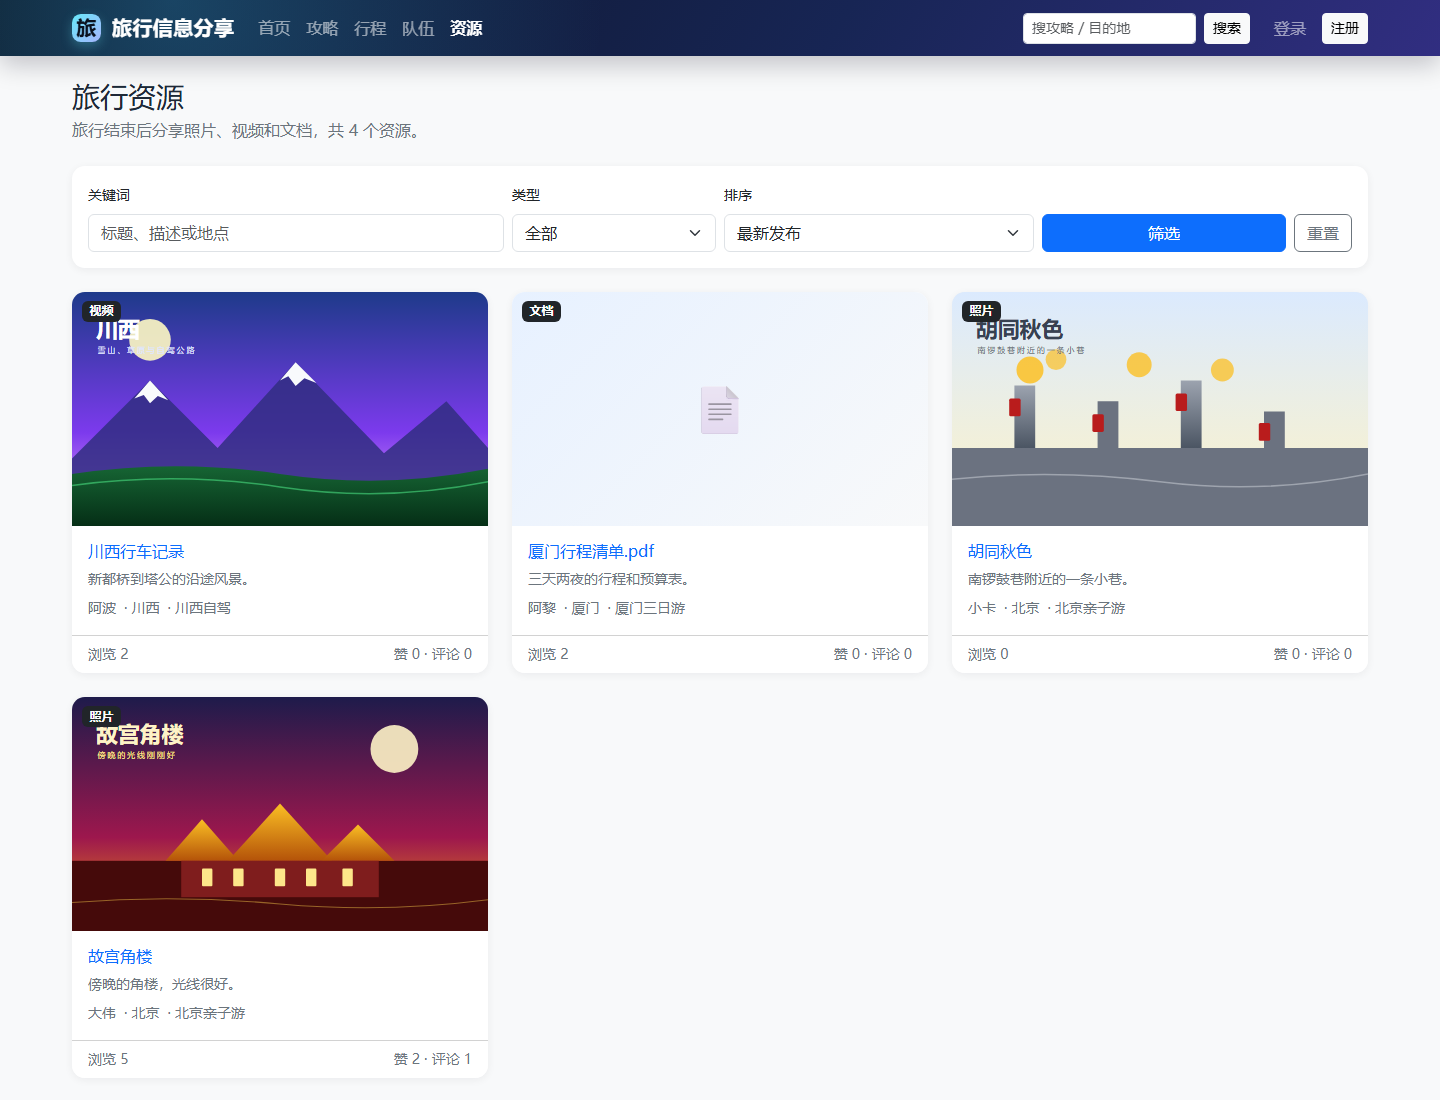 旅 旅行信息分享 首页 攻略 行程 队伍 资源 搜攻略 / 目的地 搜索 登录 注册
旅行资源
旅行结束后分享照片、视频和文档，共 4 个资源。
关键词 类型 排序
标题、描述或地点 全部 最新发布 筛选 重置
视频
川西
雪山、草
驾公路
川西行车记录
新都桥到塔公的沿途风景。
阿波 · 川西 · 川西自驾
浏览 2 赞 0 · 评论 0
文档
厦门行程清单.pdf
三天两夜的行程和预算表。
阿黎 · 厦门 · 厦门三日游
浏览 2 赞 0 · 评论 0
照片
胡同秋色
南锣鼓巷附近的一条小巷
胡同秋色
南锣鼓巷附近的一条小巷。
小卡 · 北京 · 北京亲子游
浏览 0 赞 0 · 评论 0
照片
故宫角楼
傍晚的光线刚刚好
故宫角楼
傍晚的角楼，光线很好。
大伟 · 北京 · 北京亲子游
浏览 5 赞 2 · 评论 1